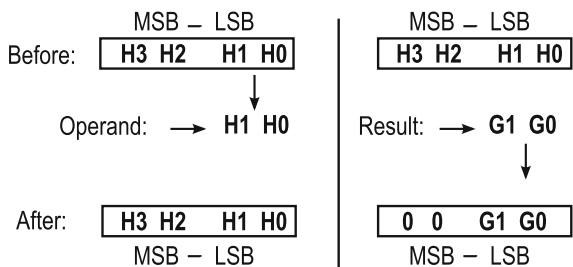 MSB – LSB
Before: H3 H2 H1 H0
Operand: H1 H0
After: H3 H2 H1 H0
MSB – LSB
MSB – LSB
H3 H2 H1 H0
Result: G1 G0
0 0 G1 G0
MSB – LSB